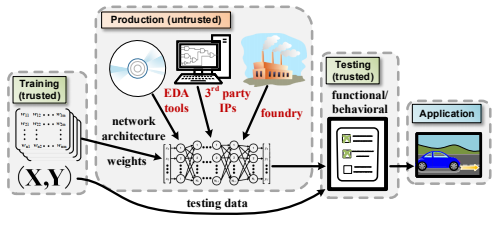 Production (untrusted)
Training
(trusted)
EDA
tools
3rd party
IPs
foundry
network
architecture
weights
(X,Y)
testing data
Testing
(trusted)
functional/
behavioral
Application